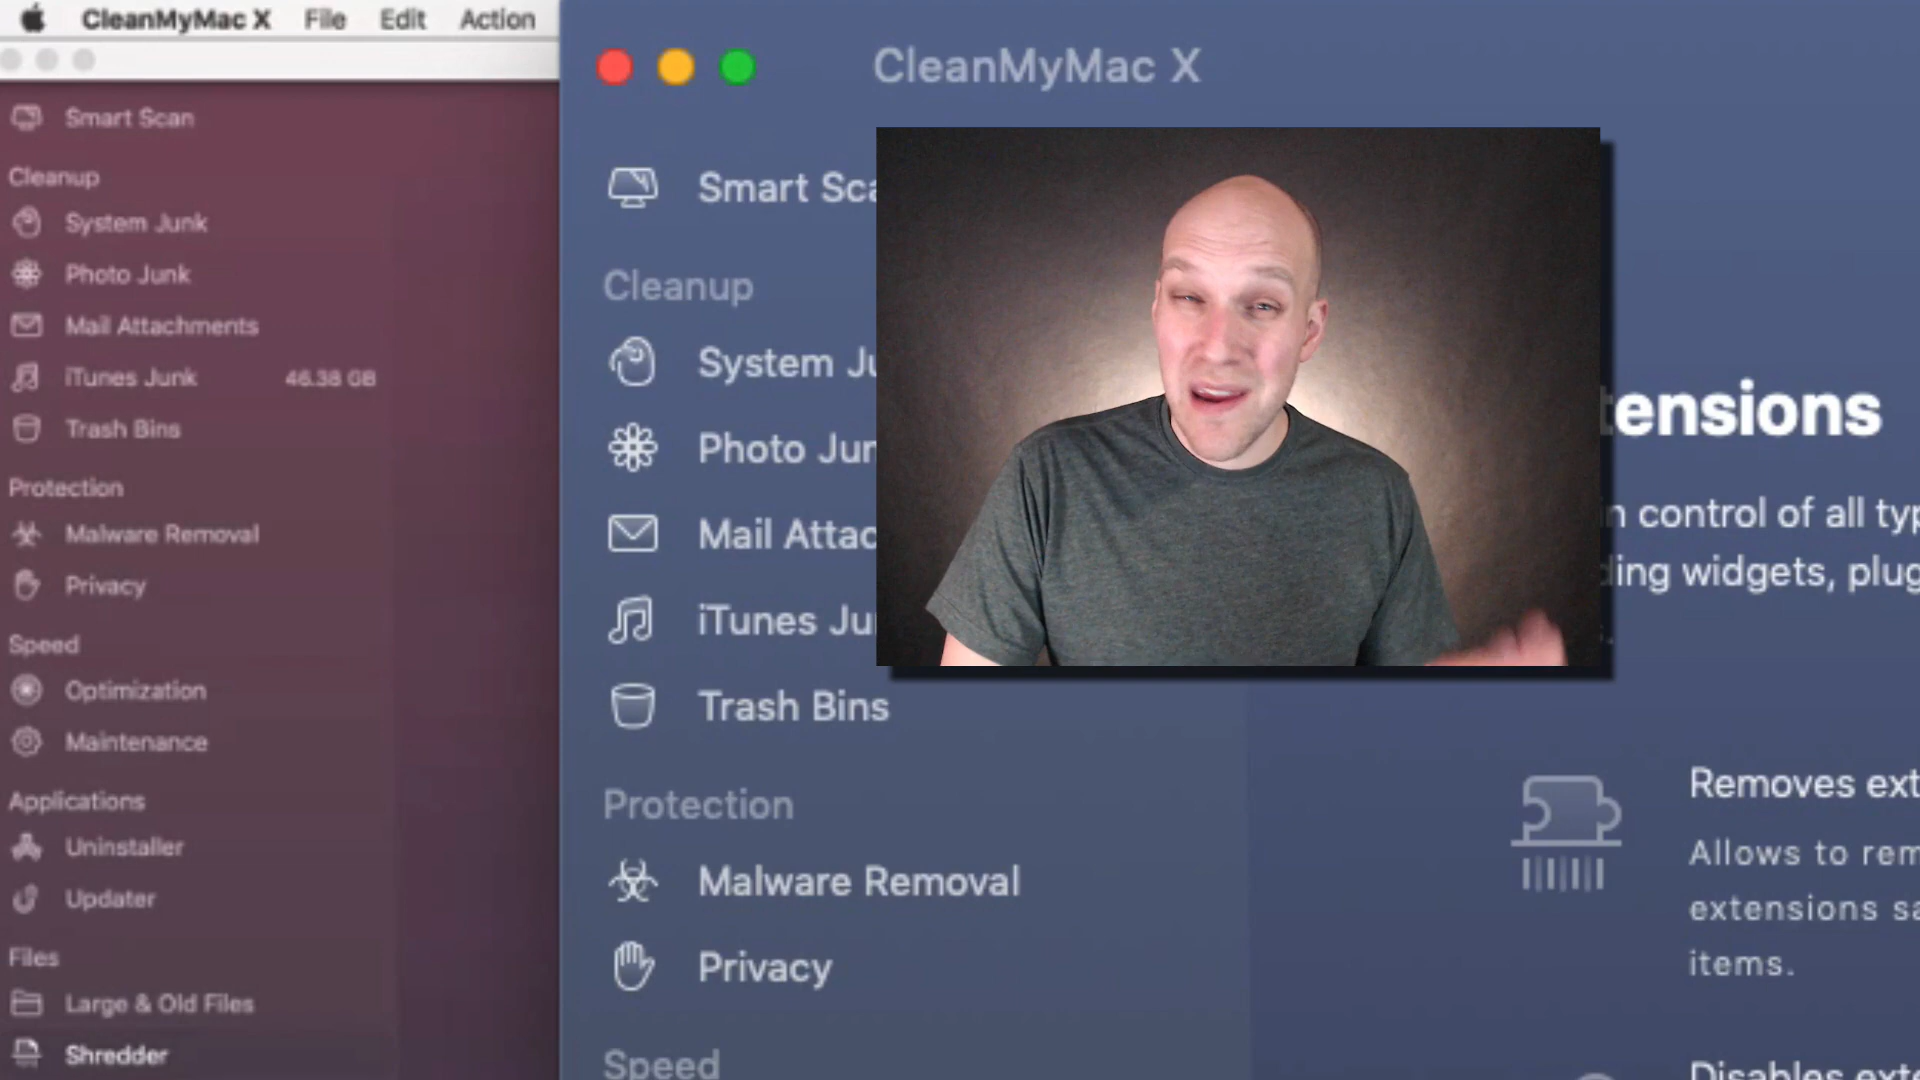 CleanMyMac X File Edit Action
Smart Scan
Cleanup
System Junk
Photo Junk
Mail Attachments
iTunes Junk 46.38 GB
Trash Bins
Protection
Malware Removal
Privacy
Speed
Optimization
Maintenance
Applications
Uninstaller
Updater
Files
Large & Old Files
Shredder
CleanMyMac X
Smart Sca
Cleanup
System Ju
Photo Jun
Mail Attac
iTunes Ju
Trash Bins
Protection
Malware Removal
Privacy
Speed
tensions
n control of all typ
ding widgets, plug
Removes ext
Allows to rem
extensions sa
items.
Disables exte